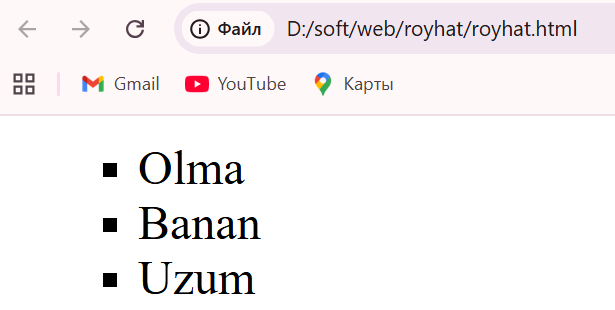 Файл D:/soft/web/royhat/royhat.html
Gmail YouTube Карты
Olma
Banan
Uzum